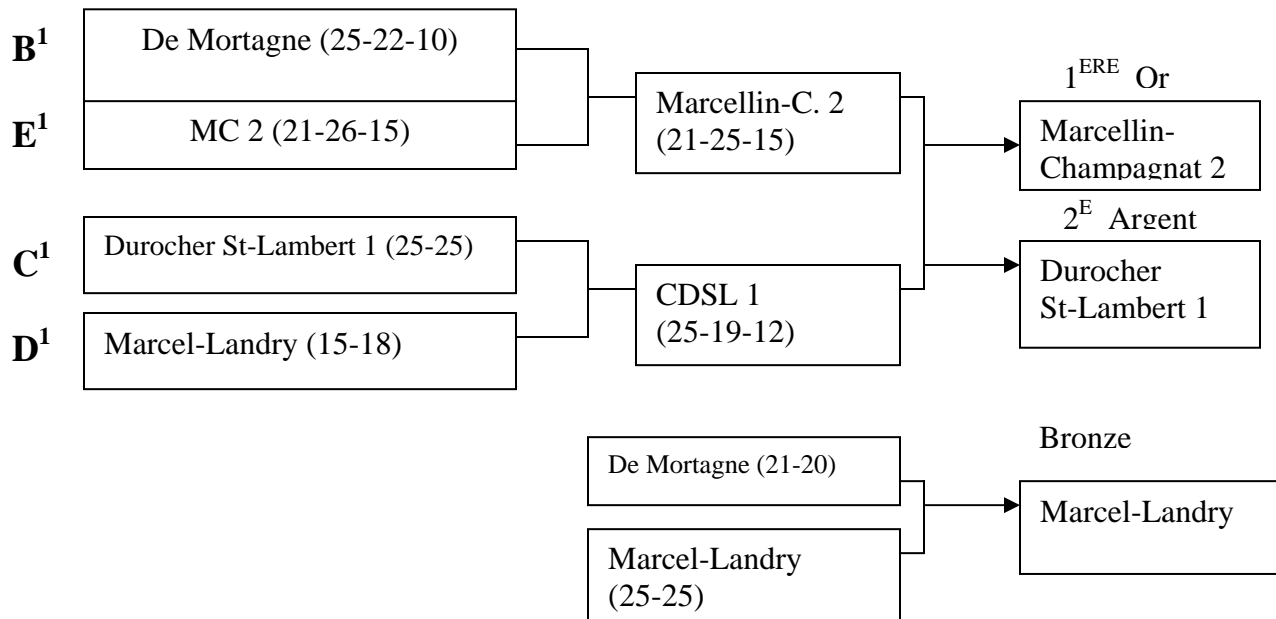 B¹
De Mortagne (25-22-10)
E¹
MC 2 (21-26-15)
C¹
Durocher St-Lambert 1 (25-25)
D¹
Marcel-Landry (15-18)
Marcellin-C. 2
(21-25-15)
CDSL 1
(25-19-12)
1ᴱᴿᴱ Or
Marcellin-
Champagnat 2
2ᴱ Argent
Durocher
St-Lambert 1
De Mortagne (21-20)
Marcel-Landry
(25-25)
Bronze
Marcel-Landry